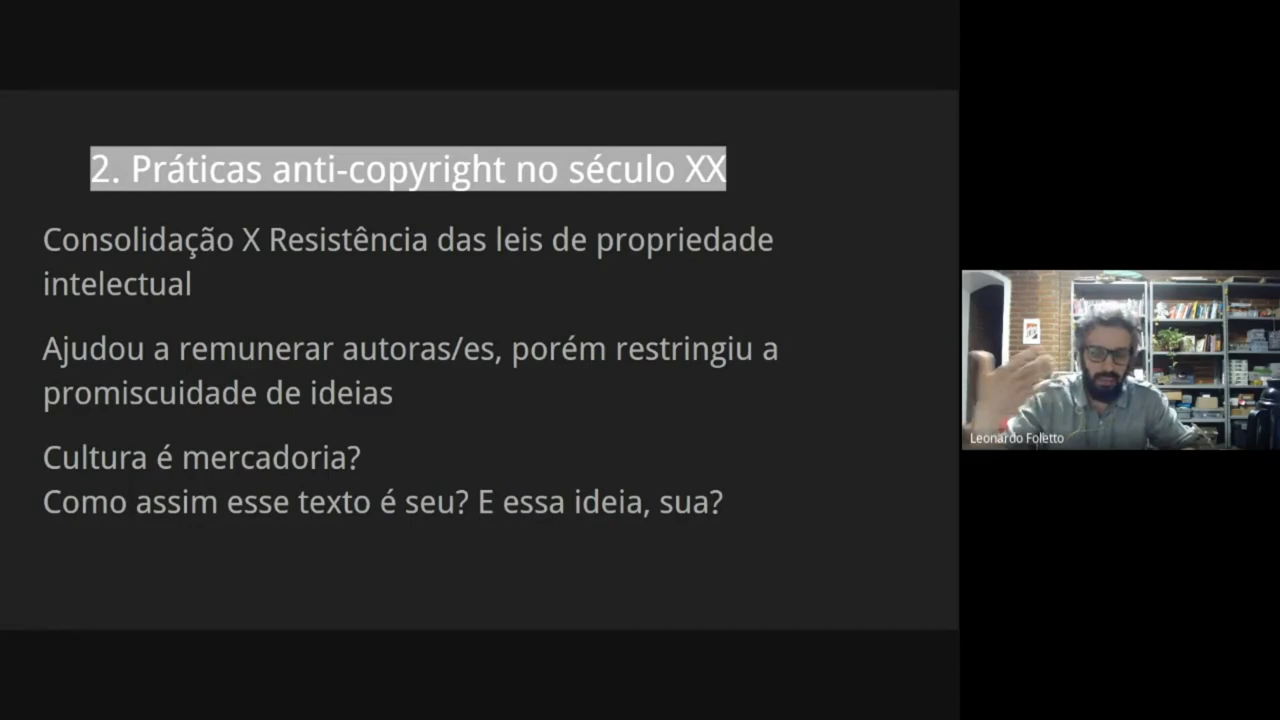 2. Práticas anti-copyright no século XX
Consolidação X Resistência das leis de propriedade
intelectual
Ajudou a remunerar autoras/es, porém restringiu a
promiscuidade de ideias
Cultura é mercadoria?
Como assim esse texto é seu? E essa ideia, sua?
Leonardo Foletto